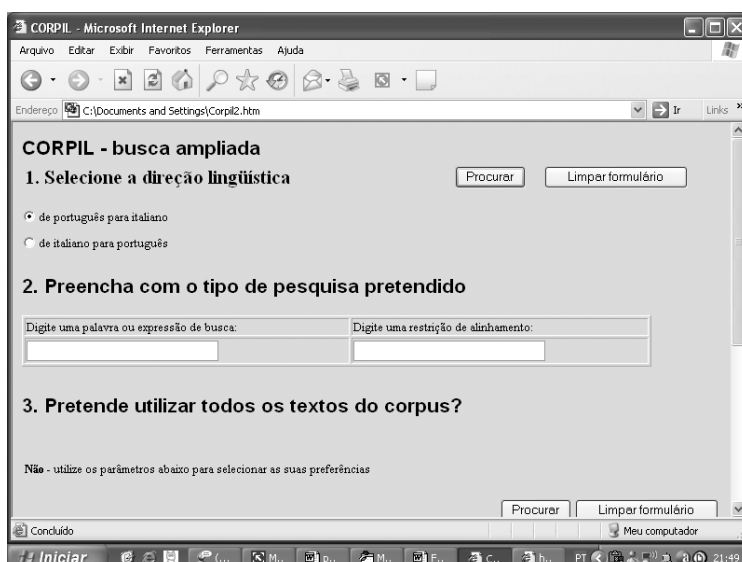 CORPIL - Microsoft Internet Explorer
Arquivo Editar Exibir Favoritos Ferramentas Ajuda
Endereço C:\Documents and Settings\Corpil2.htm Ir Links
CORPIL - busca ampliada
1. Selecione a direção lingüística Procurar Limpar formulário
de português para italiano
de italiano para português
2. Preencha com o tipo de pesquisa pretendido
Digite uma palavra ou expressão de busca: Digite uma restrição de alinhamento:
3. Pretende utilizar todos os textos do corpus?
Não - utilize os parâmetros abaixo para selecionar as suas preferências
Procurar Limpar formulário
Concluído Meu computador
Iniciar (... M... p... M... F... C... h... PT 21:49